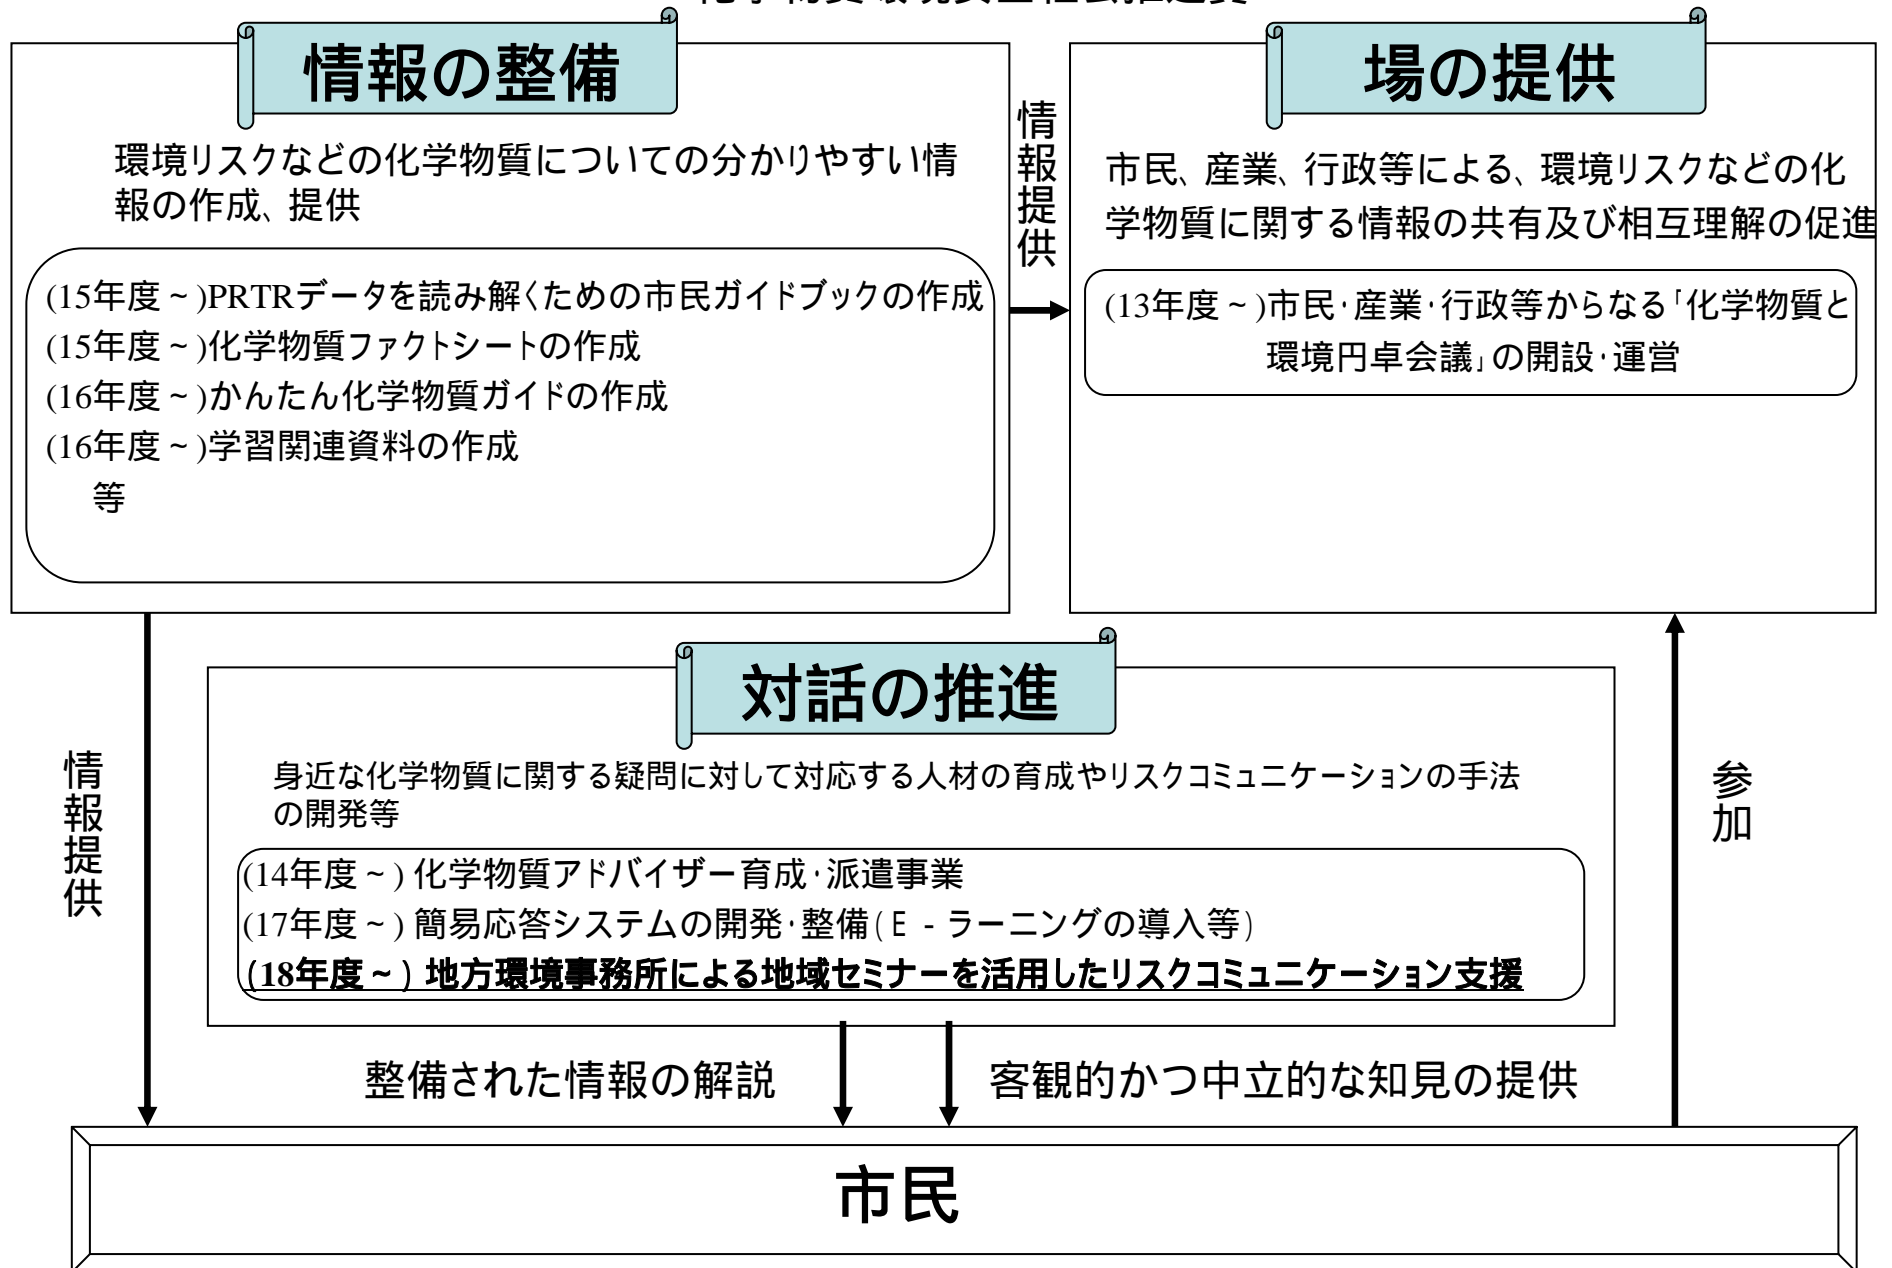 情報の整備
環境リスクなどの化学物質についての分かりやすい情
報の作成、提供
(15年度~)PRTRデータを読み解くための市民ガイドブックの作成
(15年度~)化学物質ファクトシートの作成
(16年度~)かんたん化学物質ガイドの作成
(16年度~)学習関連資料の作成
等
情報提供
場の提供
市民、産業、行政等による、環境リスクなどの化
学物質に関する情報の共有及び相互理解の促進
(13年度~)市民・産業・行政等からなる「化学物質と
環境円卓会議」の開設・運営
対話の推進
身近な化学物質に関する疑問に対して対応する人材の育成やリスクコミュニケーションの手法
の開発等
(14年度~) 化学物質アドバイザー育成・派遣事業
(17年度~) 簡易応答システムの開発・整備(E-ラーニングの導入等)
(18年度~) 地方環境事務所による地域セミナーを活用したリスクコミュニケーション支援
情報提供
参加
整備された情報の解説
客観的かつ中立的な知見の提供
市民